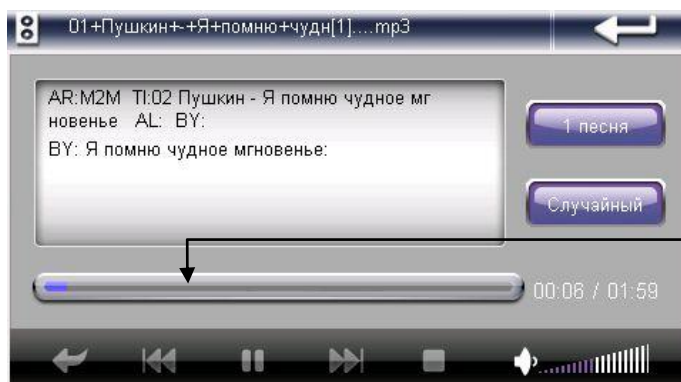 01+Пушкин+-+Я+помню+чудн[1]....mp3
AR:M2M TI:02 Пушкин - Я помню чудное мг
новенье AL: BY:
BY: Я помню чудное мгновенье:
1 песня
Случайный
00:06 / 01:59